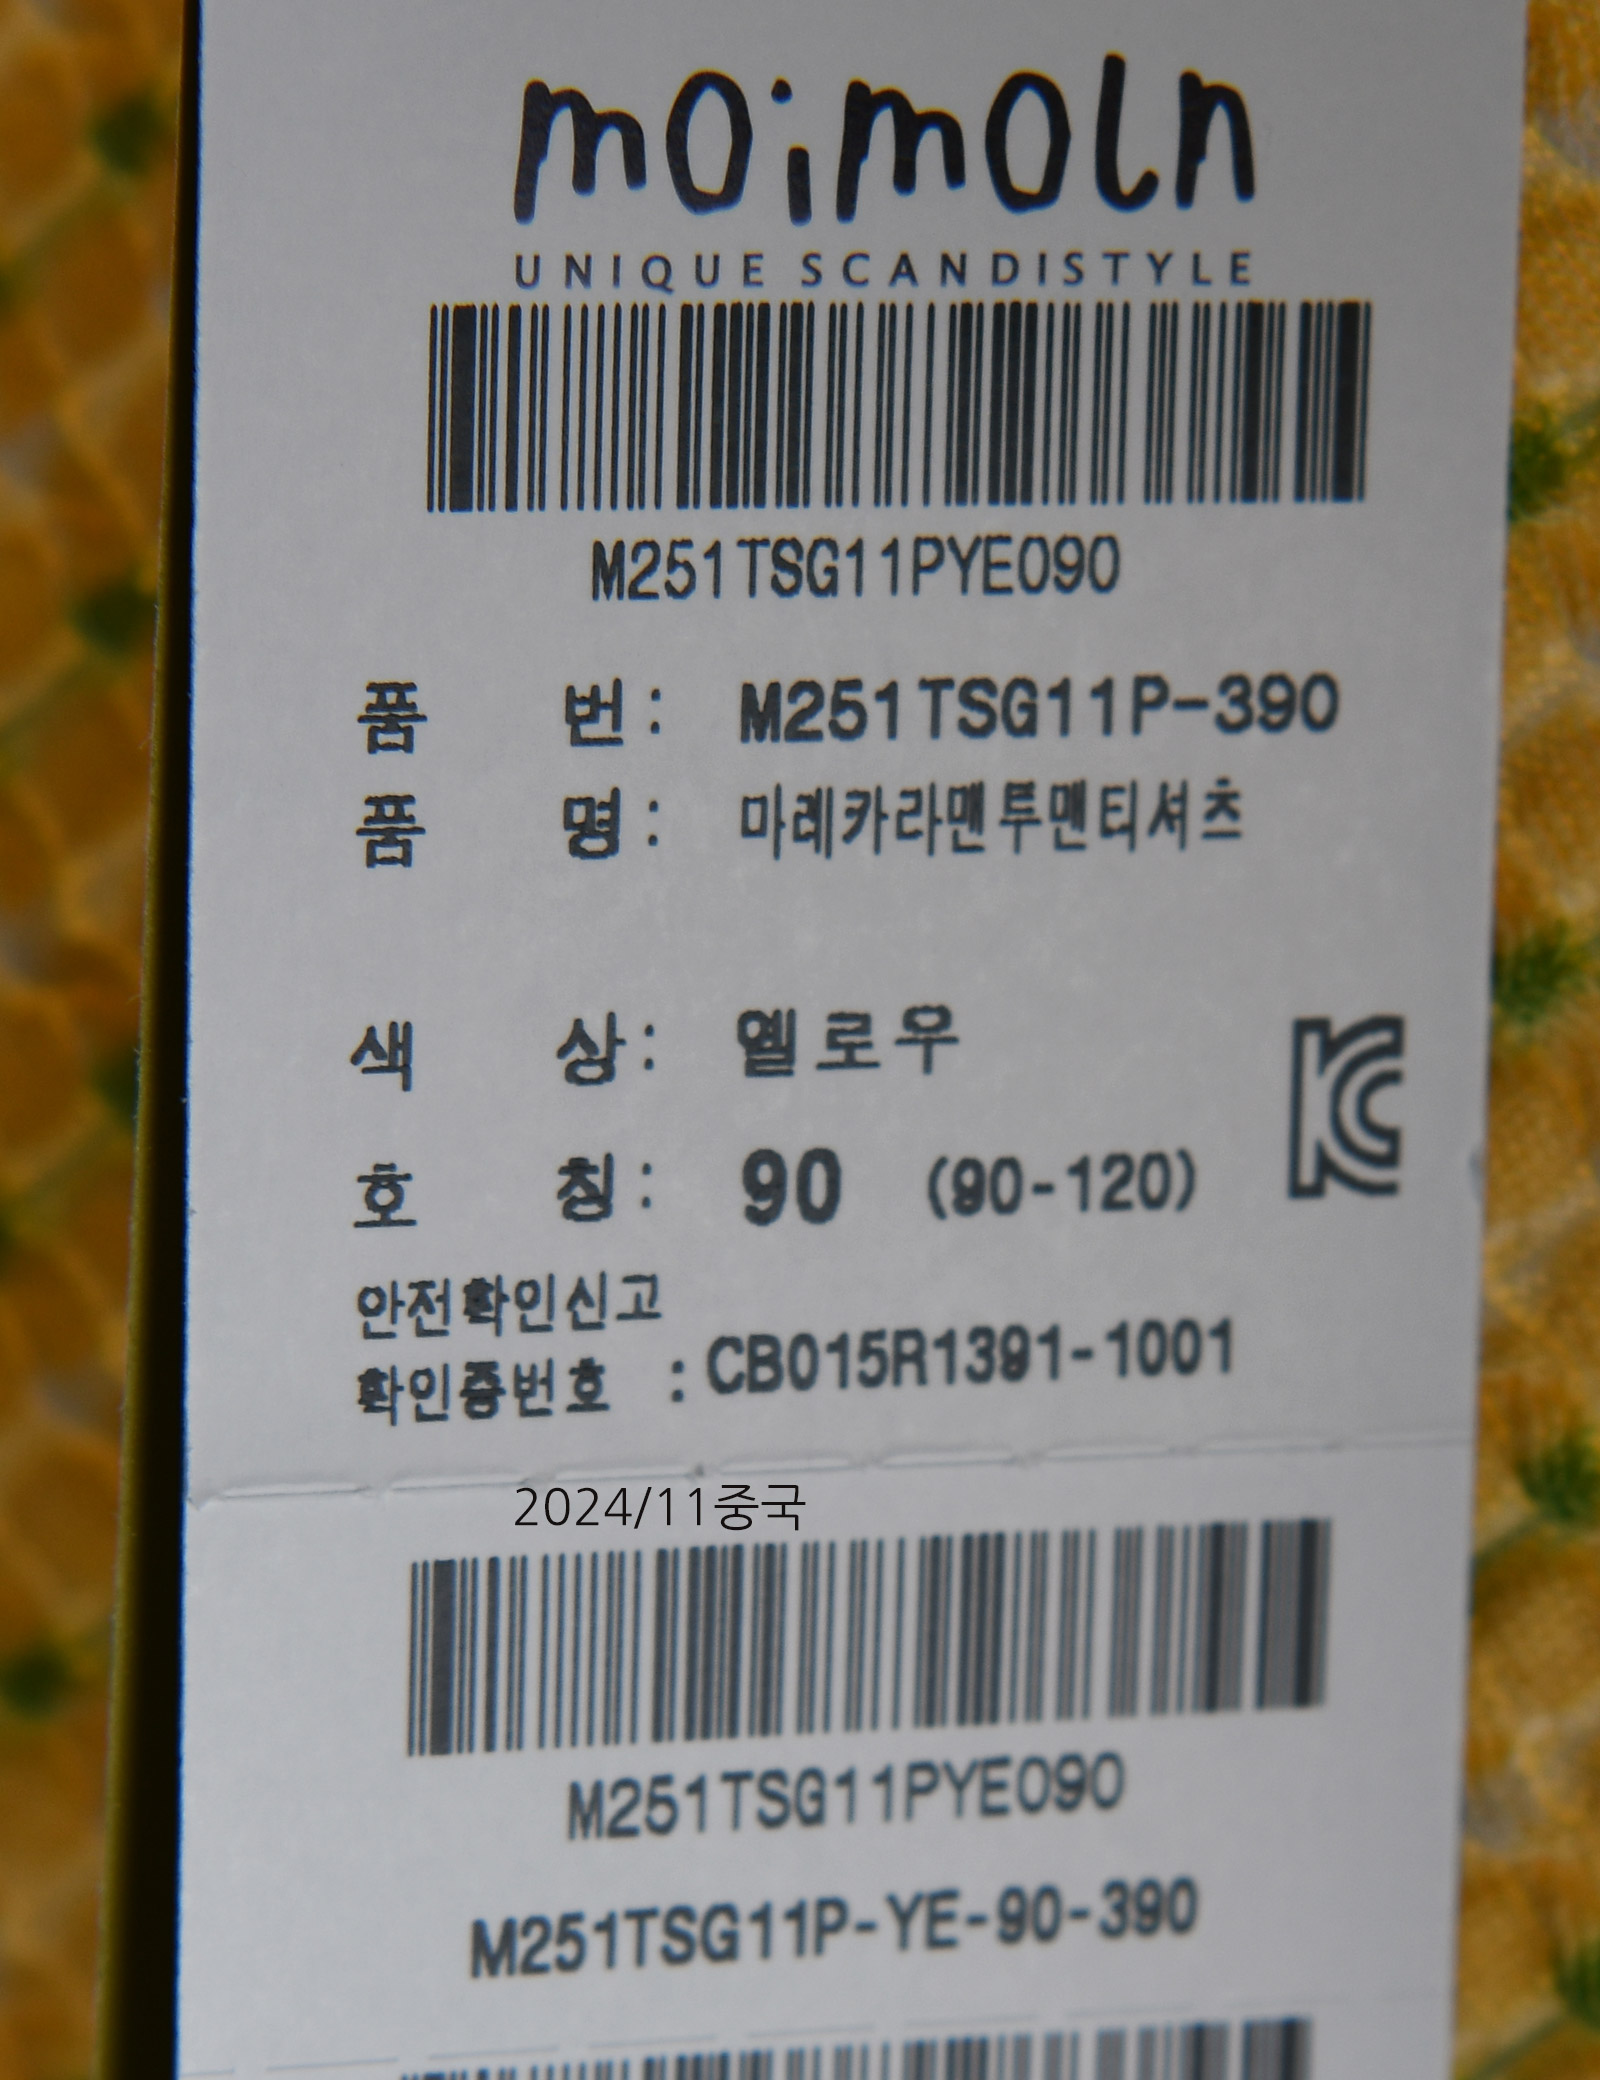 moimoln
UNIQUE SCANDISTYLE
M251TSG11PYE090
품 번 : M251TSG11P-390
품 명 : 마레카라맨투맨티셔츠
색 상 : 옐로우
호 칭 : 90 (90-120)
안전확인신고
확인증번호 : CB015R1391-1001
2024/11중국
M251TSG11PYE090
M251TSG11P-YE-90-390